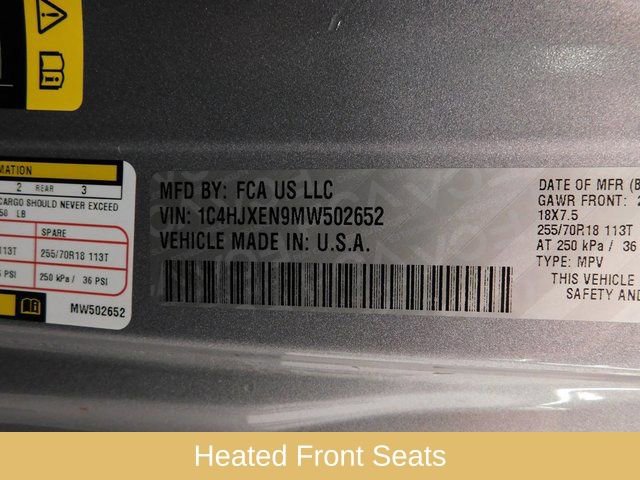 MATION
2 REAR 3
CARGO SHOULD NEVER EXCEED
LB
SPARE
113T 255/70R18 113T
PSI 250 kPa / 36 PSI
MW502652
MFD BY: FCA US LLC
VIN: 1C4HJXEN9MW502652
VEHICLE MADE IN: U.S.A.
DATE OF MFR (B
GAWR FRONT: 2
18X7.5
255/70R18 113T
AT 250 kPa / 36
TYPE: MPV
THIS VEHICLE
SAFETY AND
Heated Front Seats